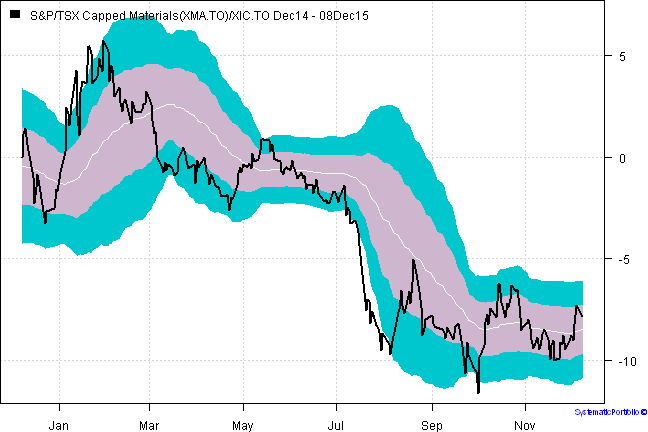 S&P/TSX Capped Materials(XMA.TO)/XIC.TO Dec14 - 08Dec15
5
0
-5
-10
Jan Mar May Jul Sep Nov
SystematicPortfolio ©